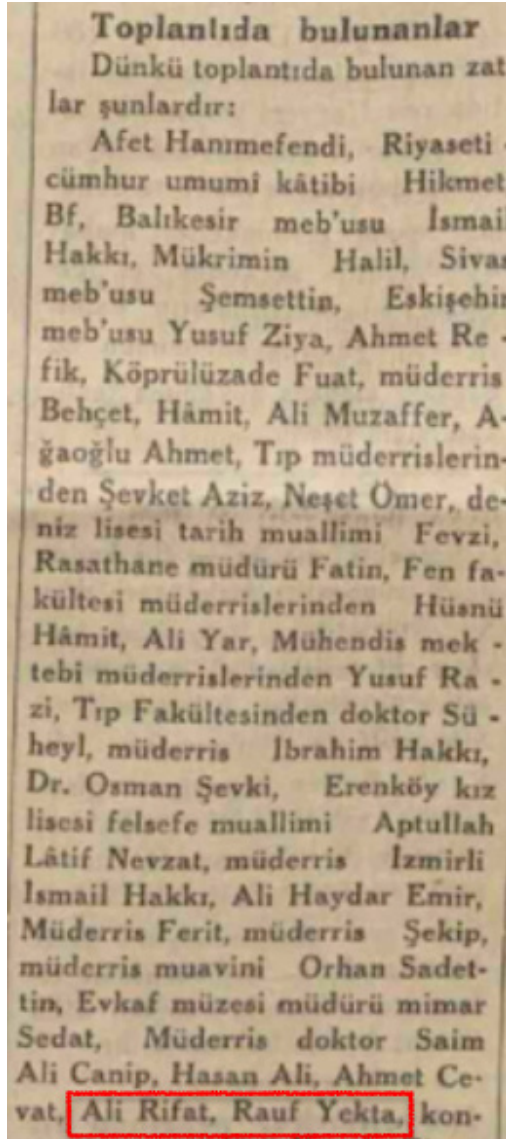 Toplantıda bulunanlar
Dünkü toplantıda bulunan zat
lar şunlardır:
Afet Hanımefendi, Riyaseti -
cümhur umumî kâtibi Hikmet
Bf, Balıkesir meb'usu İsmail
Hakkı, Mükrimin Halil, Sivas
meb'usu Şemsettin, Eskişehir
meb'usu Yusuf Ziya, Ahmet Re -
fik, Köprülüzade Fuat, müderris
Behçet, Hâmit, Ali Muzaffer, A-
ğaoğlu Ahmet, Tıp müderrislerin-
den Şevket Aziz, Neşet Ömer, de-
niz lisesi tarih muallimi Fevzi,
Rasathane müdürü Fatin, Fen fa-
kültesi müderrislerinden Hüsnü
Hâmit, Ali Yar, Mühendis mek -
tebi müderrislerinden Yusuf Ra -
zi, Tıp Fakültesinden doktor Sü -
heyl, müderris İbrahim Hakkı,
Dr. Osman Şevki, Erenköy kız
lisesi felsefe muallimi Aptullah
Lâtif Nevzat, müderris İzmirli
İsmail Hakkı, Ali Haydar Emir,
Müderris Ferit, müderris Şekip,
müderris muavini Orhan Sadet-
tin, Evkaf müzesi müdürü mimar
Sedat, Müderris doktor Saim
Ali Canip, Hasan Ali, Ahmet Ce-
vat, Ali Rifat, Rauf Yekta, kon-